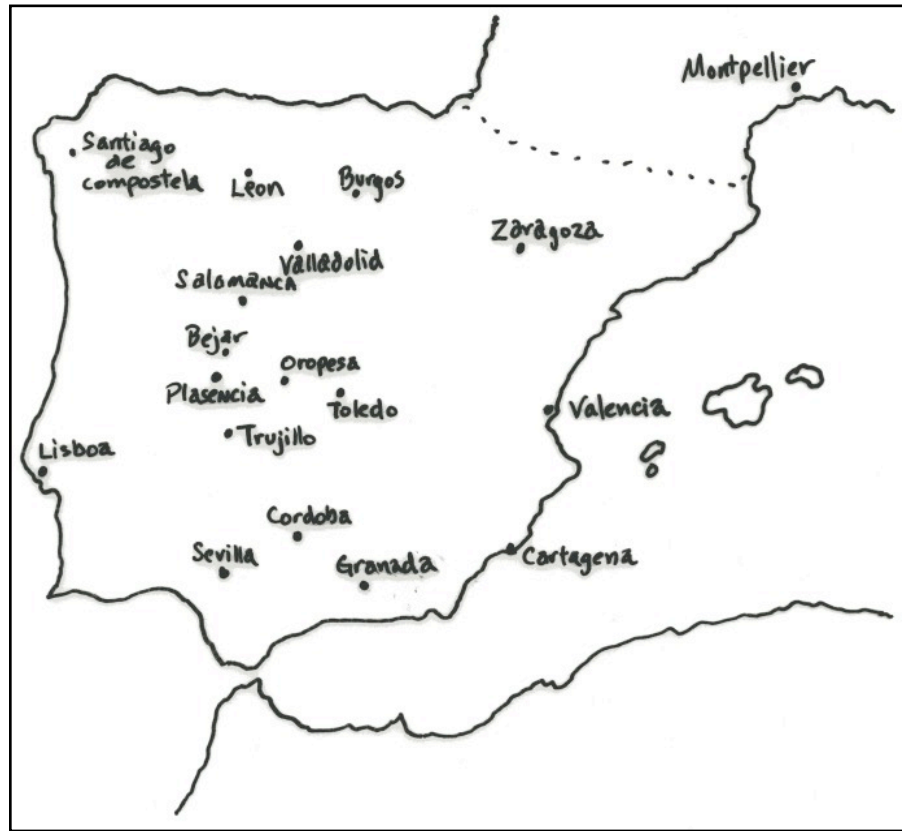 Montpellier
Santiago
de
compostela
Léon
Burgos
Zaragoza
Valladolid
Salamanca
Bejar
Oropesa
Plasencia
Toledo
Valencia
Trujillo
Lisboa
Cordoba
Sevilla
Granada
Cartagena